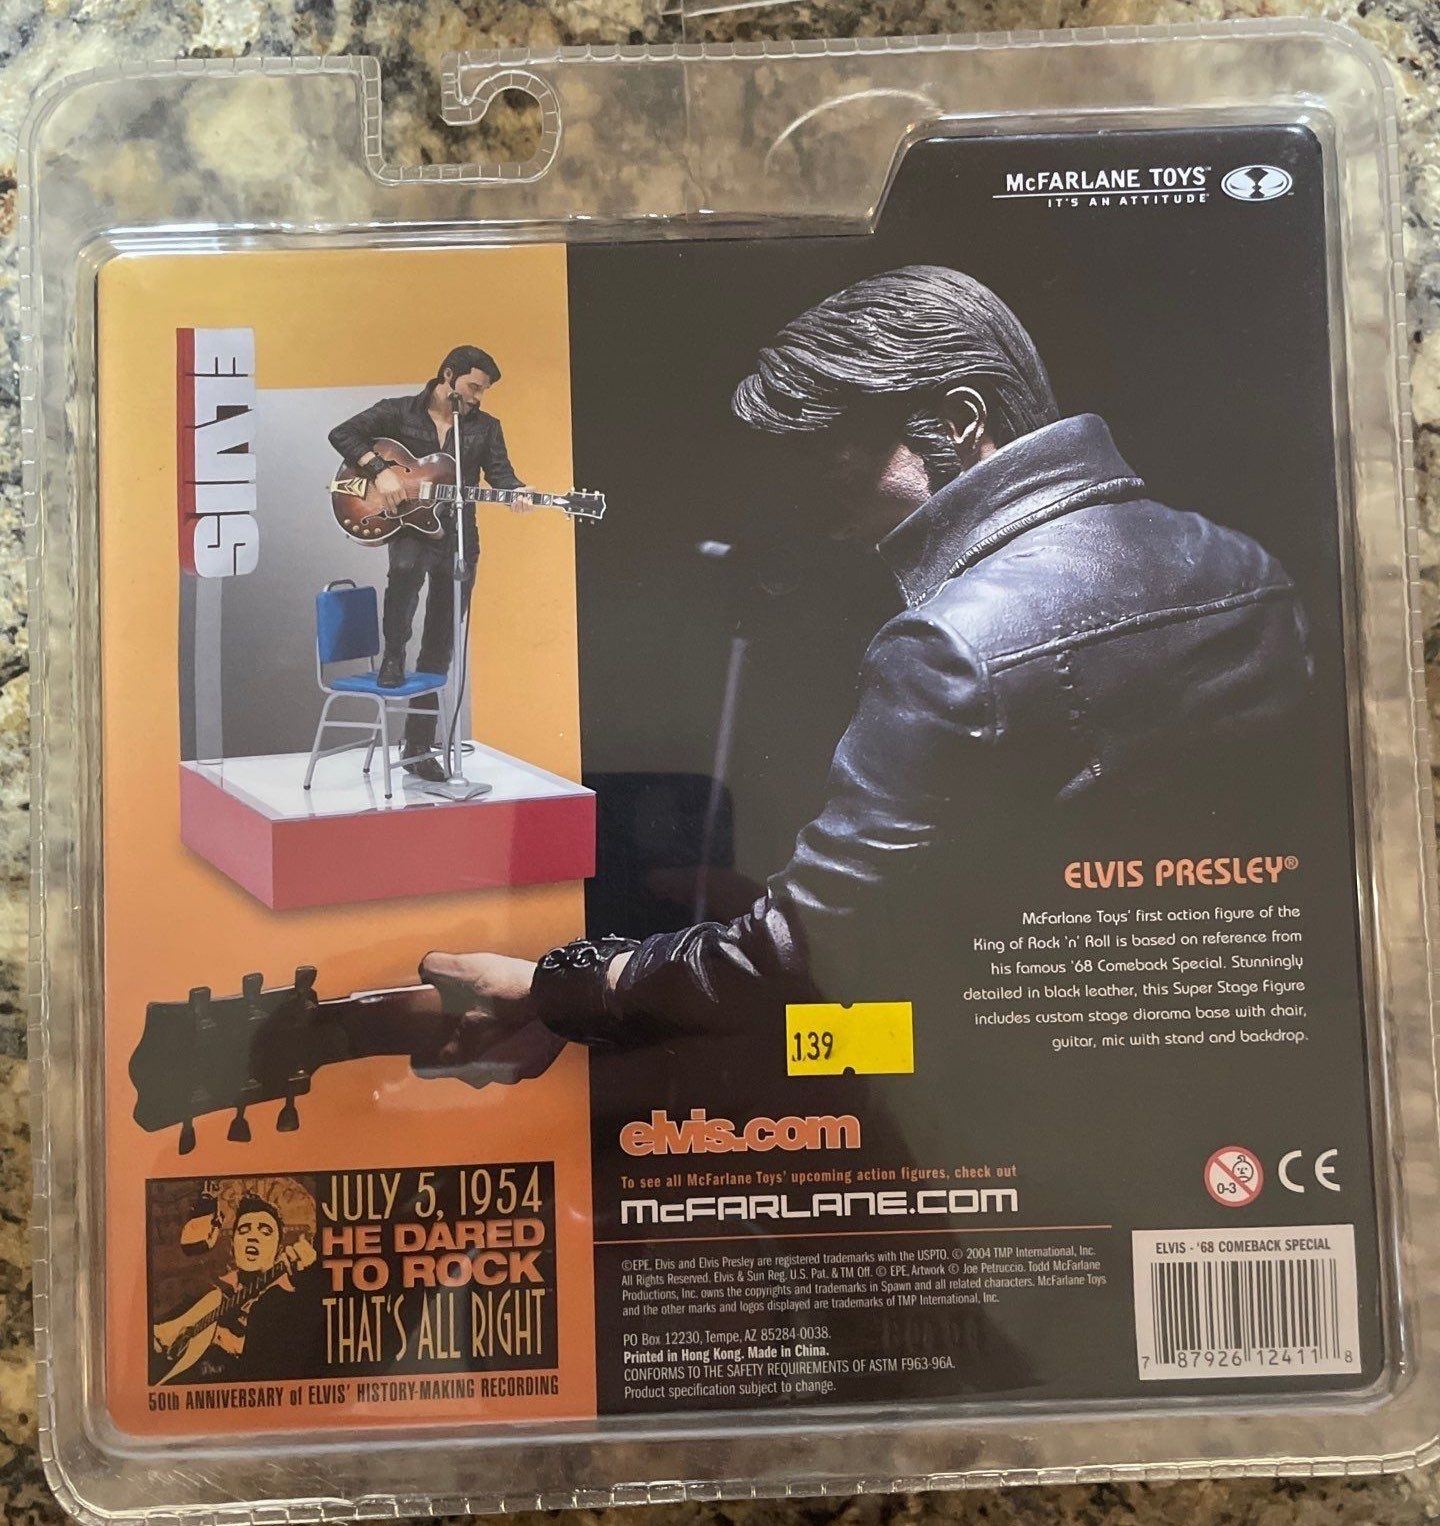 McFARLANE TOYS™
IT'S AN ATTITUDE
ELVIS
ELVIS PRESLEY®
McFarlane Toys' first action figure of the
King of Rock 'n' Roll is based on reference from
his famous '68 Comeback Special. Stunningly
detailed in black leather, this Super Stage Figure
includes custom stage diorama base with chair,
guitar, mic with stand and backdrop.
139
elvis.com
To see all McFarlane Toys' upcoming action figures, check out
McFARLANE.COM
0-3
CE
JULY 5, 1954
HE DARED
TO ROCK
THAT'S ALL RIGHT
50th ANNIVERSARY of ELVIS' HISTORY-MAKING RECORDING
©EPE, Elvis and Elvis Presley are registered trademarks with the USPTO. © 2004 TMP International, Inc.
All Rights Reserved. Elvis & Sun Reg. U.S. Pat. & TM Off. © EPE, Artwork © Joe Petruccio. Todd McFarlane
Productions, Inc. owns the copyrights and trademarks in Spawn and all related characters. McFarlane Toys
and the other marks and logos displayed are trademarks of TMP International, Inc.
PO Box 12230, Tempe, AZ 85284-0038.
Printed in Hong Kong. Made in China.
CONFORMS TO THE SAFETY REQUIREMENTS OF ASTM F963-96A.
Product specification subject to change.
ELVIS - '68 COMEBACK SPECIAL
7 87926 12411 8